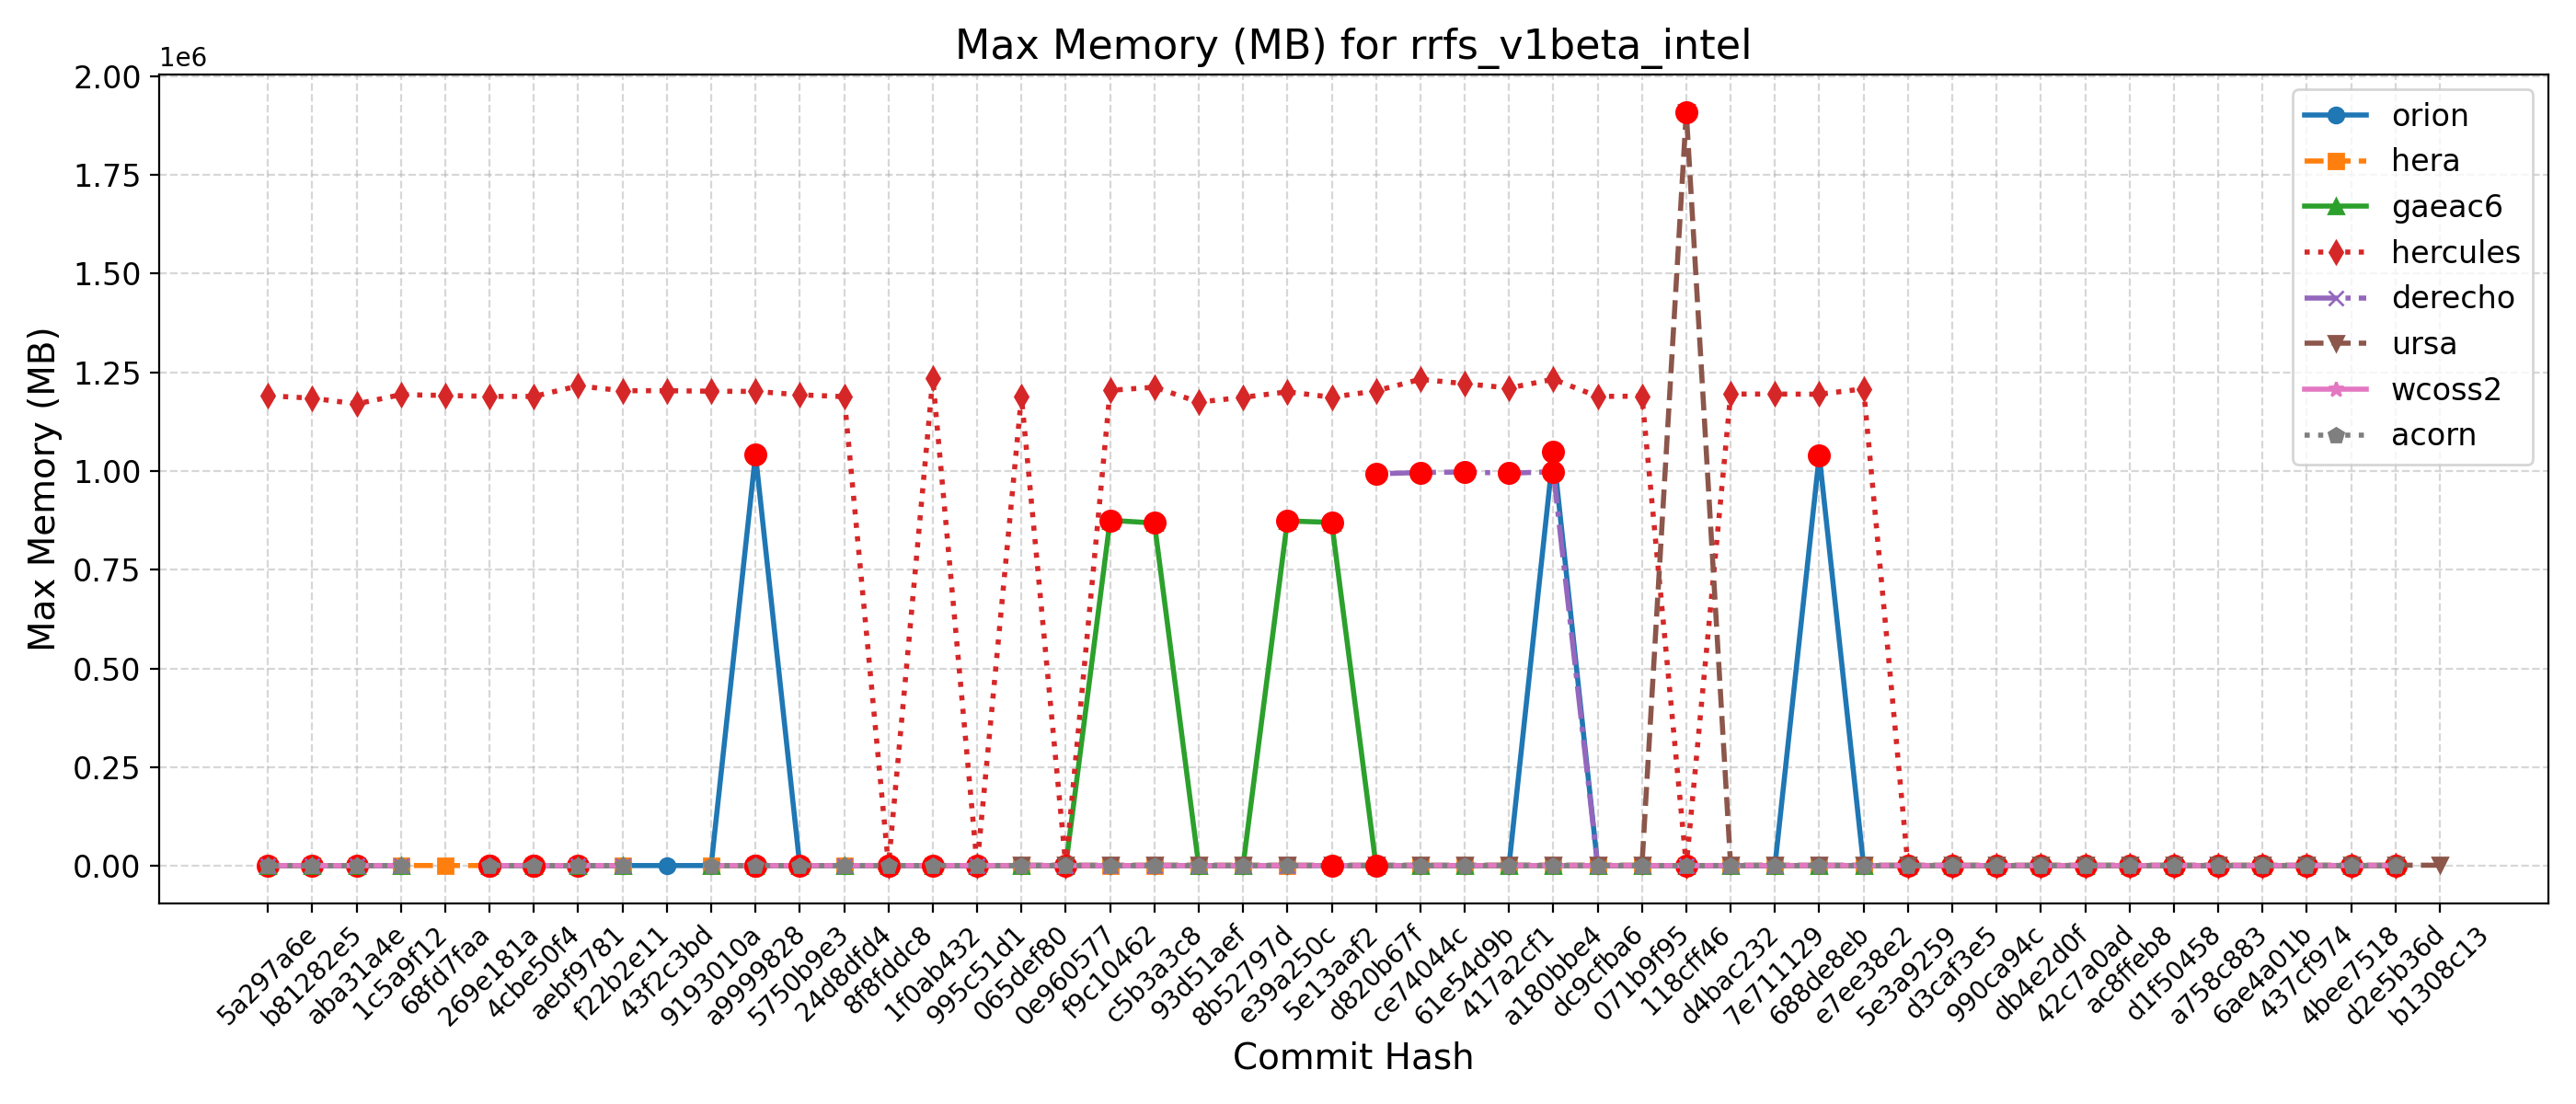 Max Memory (MB) for rrfs_v1beta_intel
1e6
2.00
1.75
1.50
1.25
1.00
0.75
0.50
0.25
0.00
Max Memory (MB)
orion
hera
gaeac6
hercules
derecho
ursa
wcoss2
acorn
5a297a6e
b81282e5
aba31a4e
1c5a9f12
68fd7faa
269e181a
4cbe50f4
aebf9781
f22b2e11
43f2c3bd
9193010a
a9999828
5750b9e3
24d8dfd4
8f8fddc8
1f0ab432
995c51d1
065def80
0e960577
f9c10462
c5b3a3c8
93d51aef
8b52797d
e39a250c
5e13aaf2
d820b67f
ce74044c
61e54d9b
417a2cf1
a180bbe4
dc9cfba6
071b9f95
118cff46
d4bac232
7e711129
688de8eb
e7ee38e2
5e3a9259
d3caf3e5
990ca94c
db4e2d0f
42c7a0ad
ac8ffeb8
d1f50458
a758c883
6ae4a01b
437cf974
4bee7518
d2e5b36d
b1308c13
Commit Hash